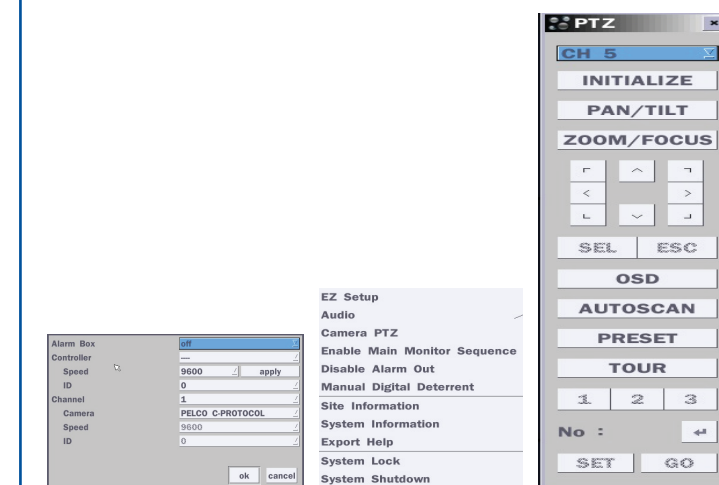 Alarm Box off
Controller ---
Speed 9600 apply
ID 0
Channel 1
Camera PELCO C-PROTOCOL
Speed 9600
ID 0
ok cancel
EZ Setup
Audio
Camera PTZ
Enable Main Monitor Sequence
Disable Alarm Out
Manual Digital Deterrent
Site Information
System Information
Export Help
System Lock
System Shutdown
PTZ
CH 5
INITIALIZE
PAN/TILT
ZOOM/FOCUS
SEL ESC
OSD
AUTOSCAN
PRESET
TOUR
1 2 3
No :
SET GO